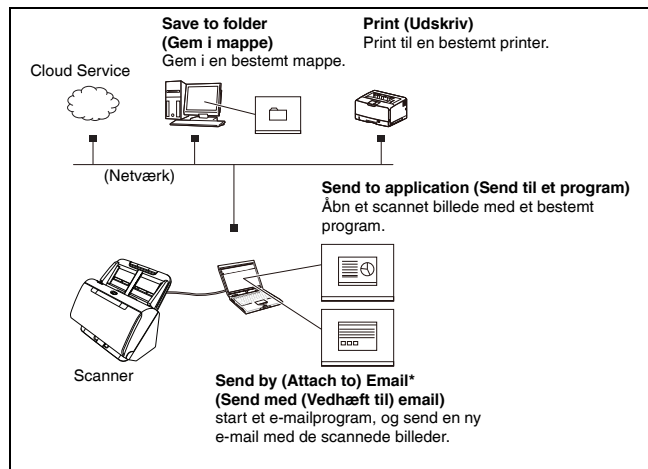 Save to folder
(Gem i mappe)
Gem i en bestemt mappe.
Print (Udskriv)
Print til en bestemt printer.
Cloud Service
(Netværk)
Send to application (Send til et program)
Åbn et scannet billede med et bestemt
program.
Scanner
Send by (Attach to) Email*
(Send med (Vedhæft til) email)
start et e-mailprogram, og send en ny
e-mail med de scannede billeder.